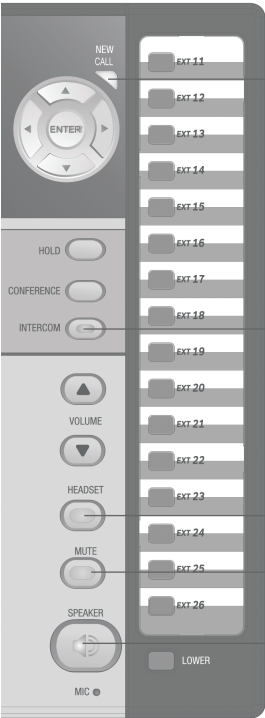 NEW
CALL
ENTER
HOLD
CONFERENCE
INTERCOM
VOLUME
HEADSET
MUTE
SPEAKER
MIC
EXT 11
EXT 12
EXT 13
EXT 14
EXT 15
EXT 16
EXT 17
EXT 18
EXT 19
EXT 20
EXT 21
EXT 22
EXT 23
EXT 24
EXT 25
EXT 26
LOWER